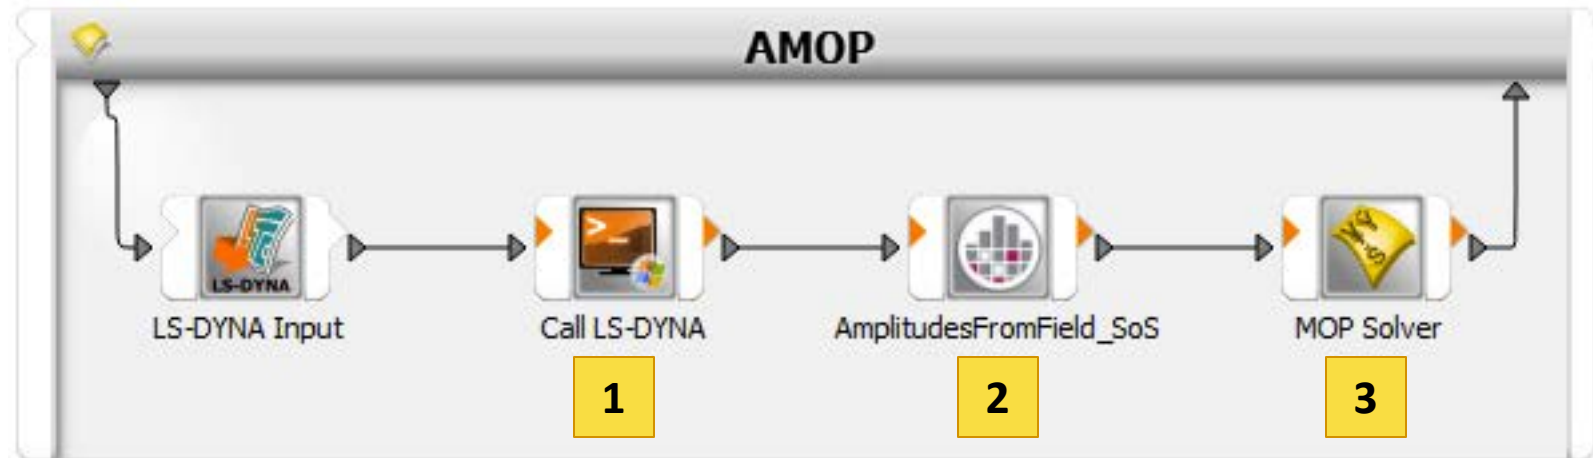 AMOP
LS-DYNA
>_
LS-DYNA Input
Call LS-DYNA
AmplitudesFromField_SoS
MOP Solver
1
2
3